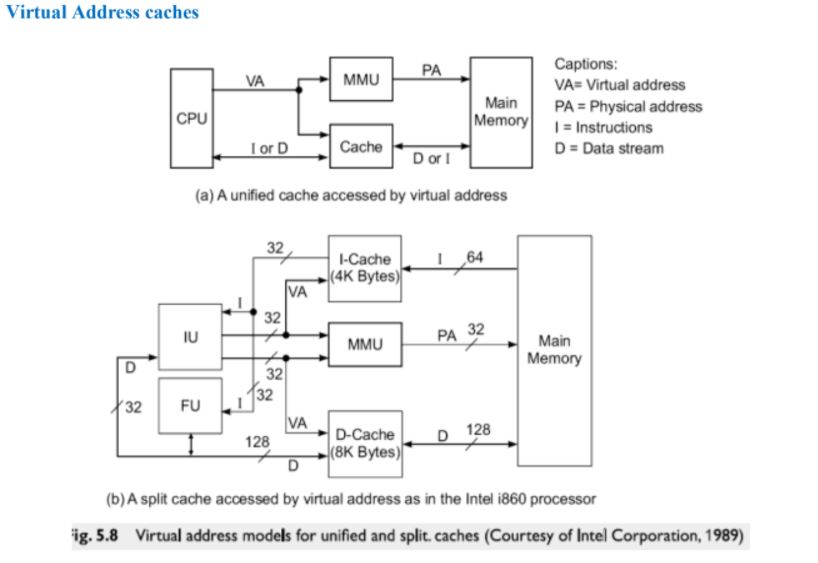 Virtual Address caches
VA
MMU
PA
Main
Memory
CPU
I or D
Cache
D or I
Captions:
VA= Virtual address
PA = Physical address
I = Instructions
D = Data stream
(a) A unified cache accessed by virtual address
32
I-Cache
(4K Bytes)
I
64
VA
I
32
IU
MMU
PA
32
Main
Memory
D
32
32
32
FU
I
VA
128
D
D-Cache
(8K Bytes)
D
128
(b) A split cache accessed by virtual address as in the Intel i860 processor
ig. 5.8 Virtual address models for unified and split. caches (Courtesy of Intel Corporation, 1989)